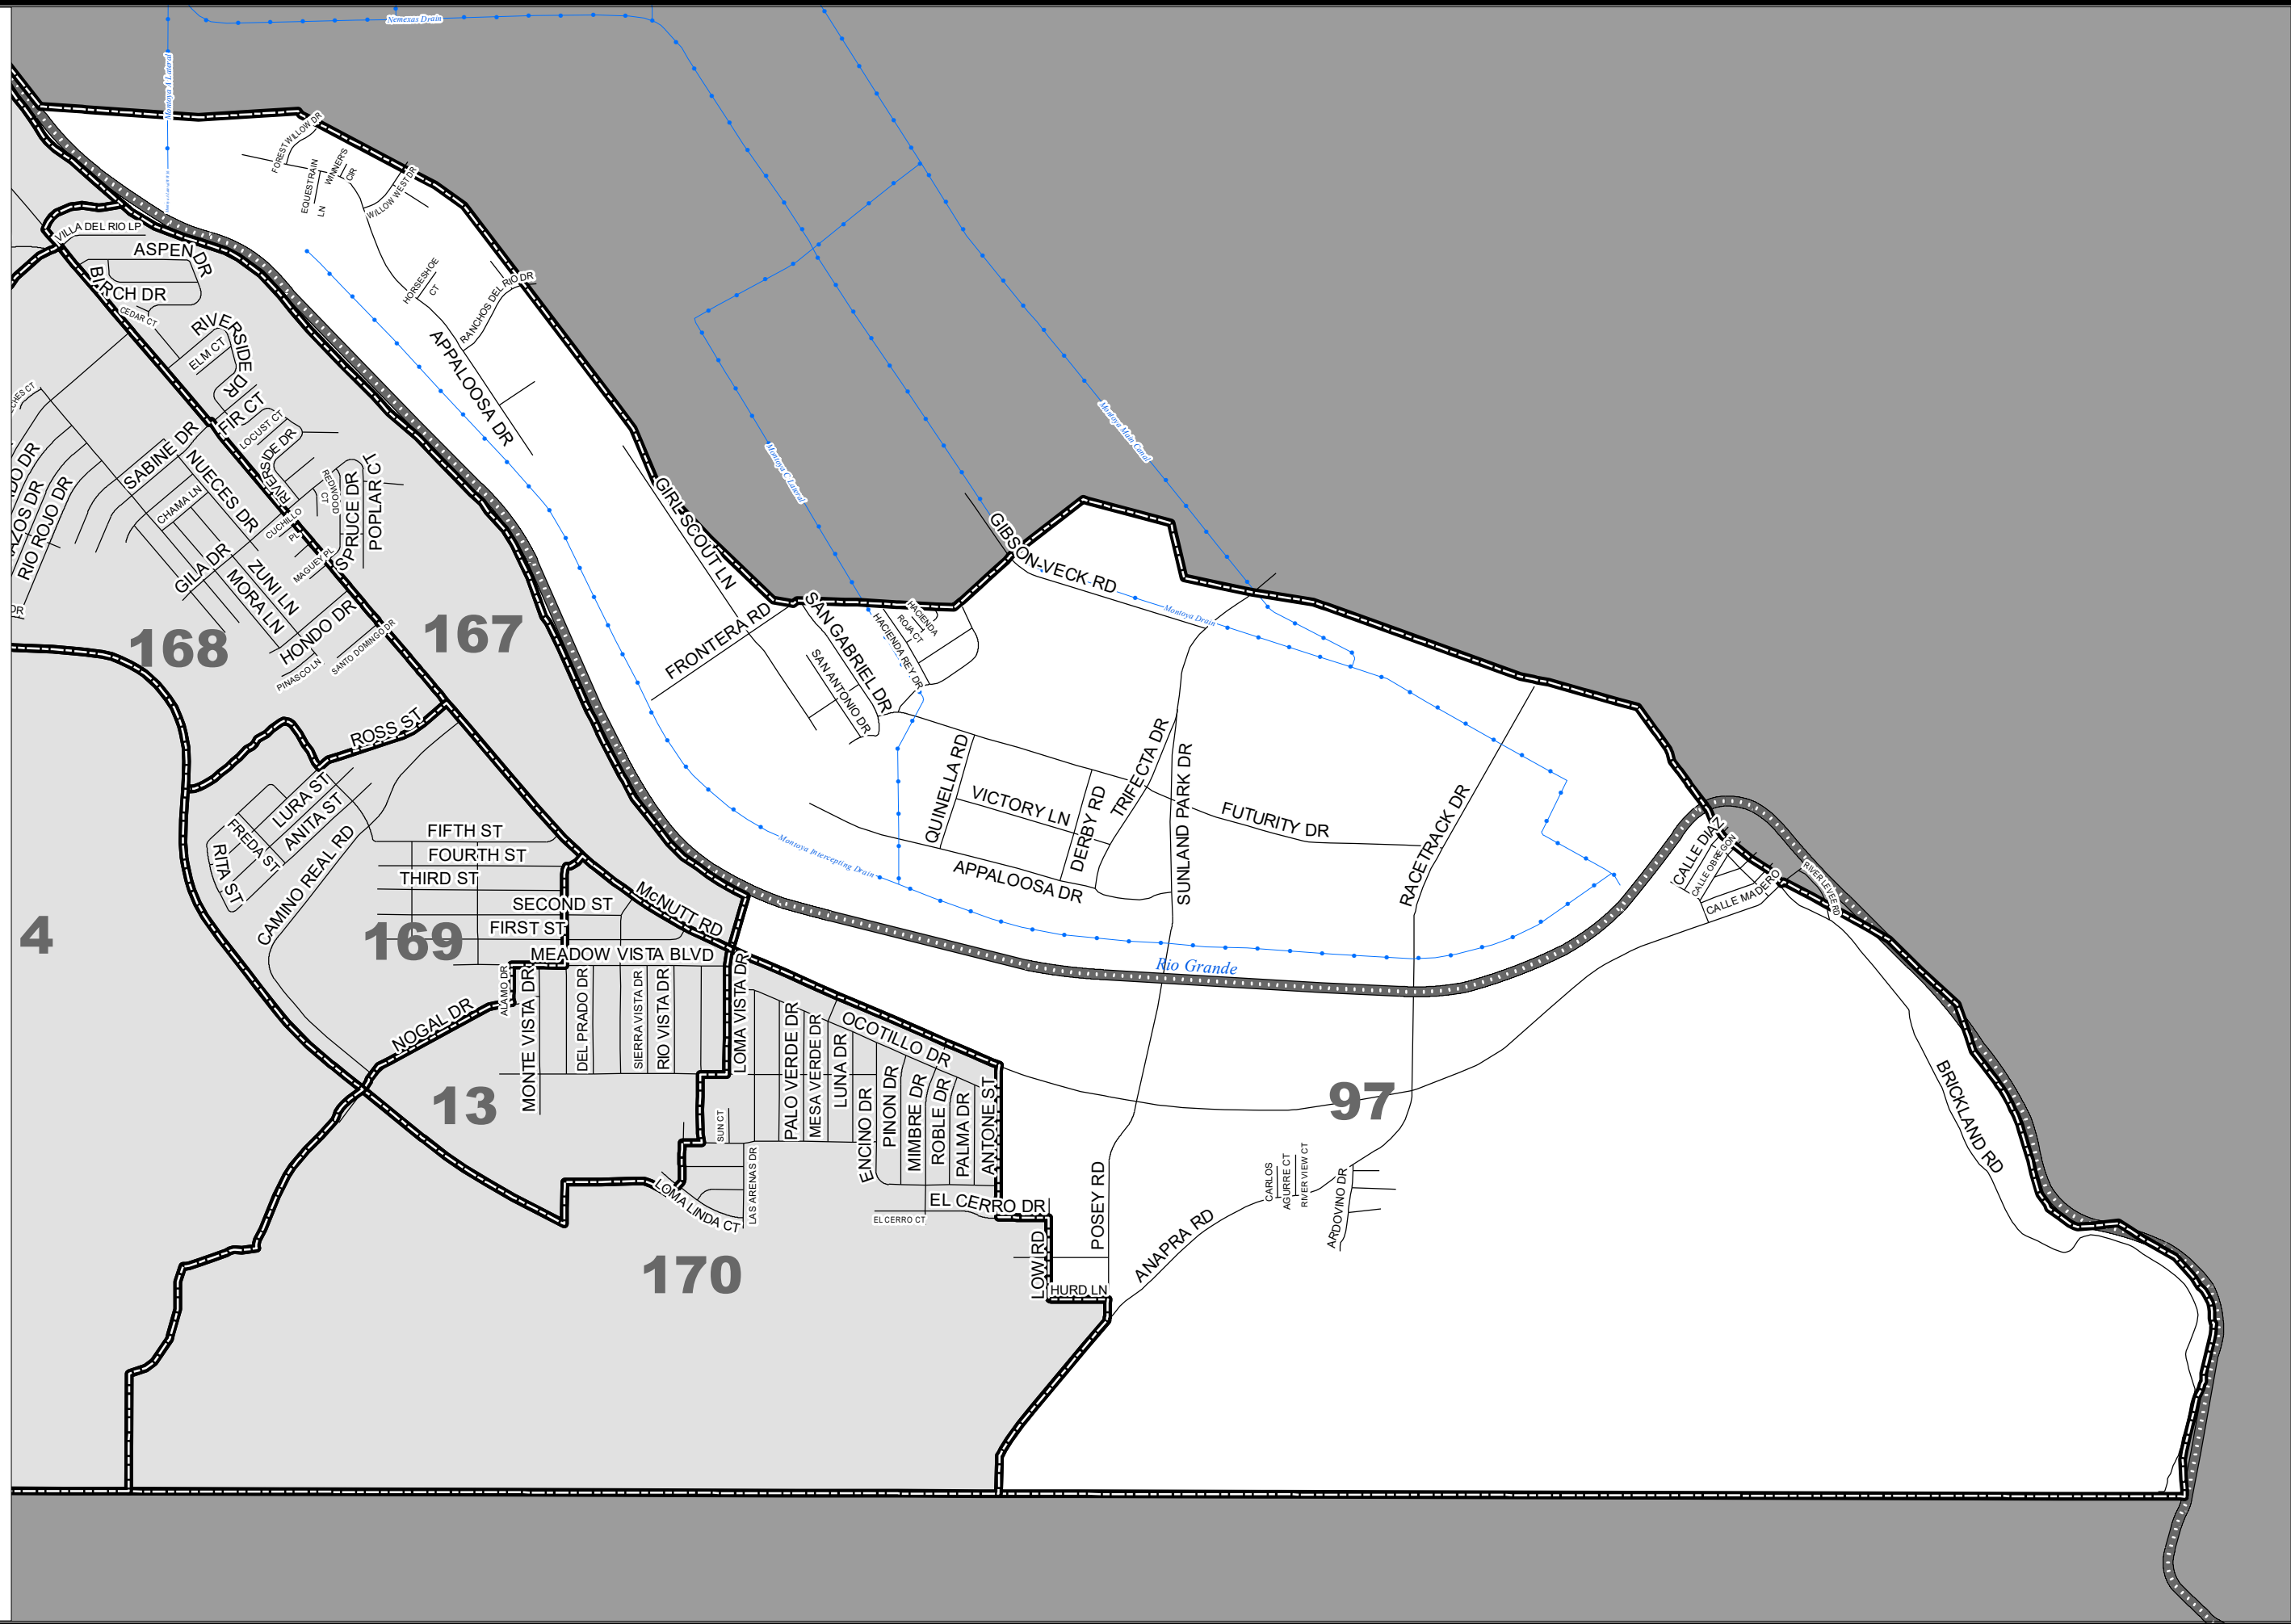 Nemexas Drain
Montoya A Lateral
FOREST WILLOW DR
EQUESTRIAN
LN
WINNER'S
CIR
WILLOW WEST DR
VILLA DEL RIO LP
ASPEN DR
BIRCH DR
CEDAR CT
HORSESHOE
CT
RANCHOS DEL RIO DR
RIVERSIDE DR
ELM CT
APPALOOSA DR
FIR CT
LOCUST CT
RIVERSIDE DR
SABINE DR
NUECES DR
CHAMA LN
REDWOOD
CT
SPRUCE DR
POPLAR CT
CUCHILLO
PL
MAGUEY PL
RIO ROJO DR
GILA DR
ZUNI LN
MORA LN
HONDO DR
PINASCO LN
SANTO DOMINGO DR
168
167
Montoya C Lateral
Montoya Main Canal
GIRL SCOUT LN
GIBSON-VECK RD
Montoya Drain
FRONTERA RD
SAN GABRIEL DR
SAN ANTONIO DR
HACIENDA REY DR
HACIENDA
ROJA CT
ROSS ST
LURA ST
ANITA ST
FREDA ST
RITA ST
CAMINO REAL RD
FIFTH ST
FOURTH ST
THIRD ST
SECOND ST
FIRST ST
169
4
McNUTT RD
MEADOW VISTA BLVD
QUINELLA RD
VICTORY LN
DERBY RD
TRIFECTA DR
SUNLAND PARK DR
FUTURITY DR
RACETRACK DR
APPALOOSA DR
Montoya Intercepting Drain
Rio Grande
CALLE DIAZ
CALLE OBREGON
CALLE MADERO
RIVER LEVEE RD
ALAMO DR
NOGAL DR
MONTE VISTA DR
DEL PRADO DR
SIERRA VISTA DR
RIO VISTA DR
LOMA VISTA DR
PALO VERDE DR
MESA VERDE DR
LUNA DR
OCOTILLO DR
ENCINO DR
PINON DR
MIMBRE DR
ROBLE DR
PALMA DR
ANTONE ST
13
97
SUN CT
LAS ARENAS DR
LOMA LINDA CT
EL CERRO DR
EL CERRO CT
LOW RD
HURD LN
POSEY RD
ANAPRA RD
CARLOS
AGURRE CT
RIVER VIEW CT
ARDOVINO DR
BRICKLAND RD
170